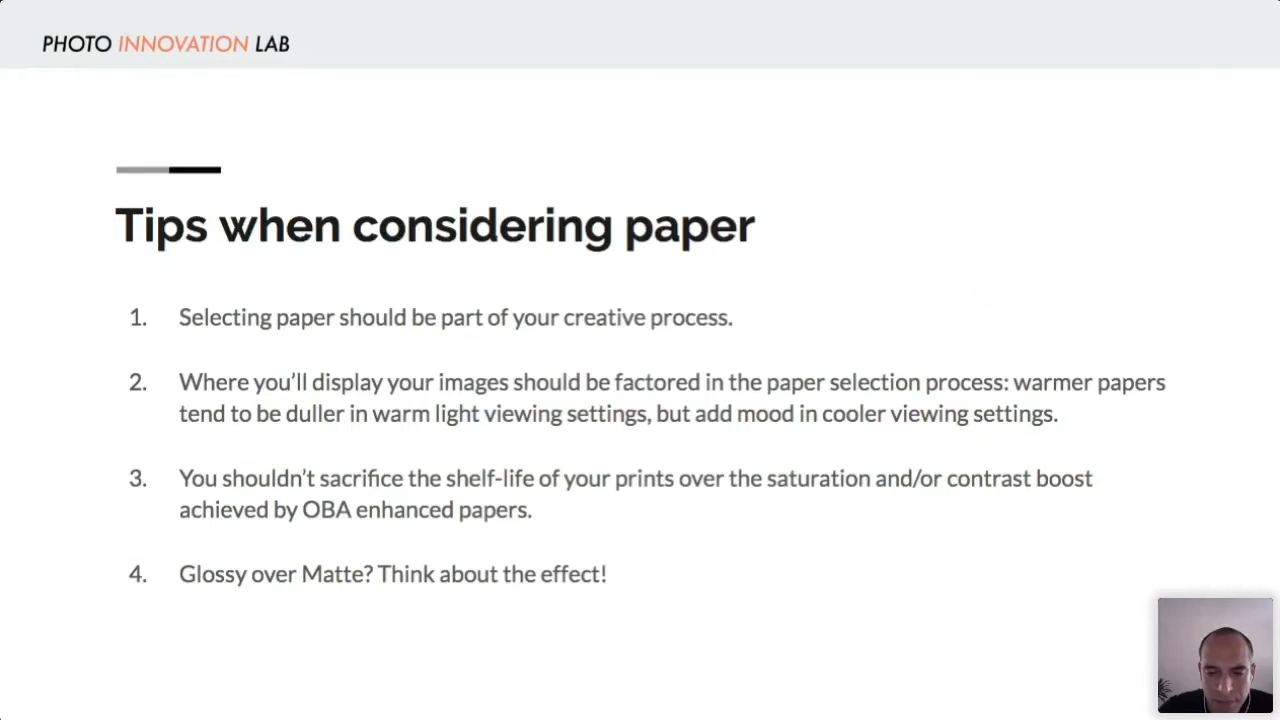 PHOTO INNOVATION LAB
Tips when considering paper
1. Selecting paper should be part of your creative process.
2. Where you’ll display your images should be factored in the paper selection process: warmer papers
tend to be duller in warm light viewing settings, but add mood in cooler viewing settings.
3. You shouldn’t sacrifice the shelf-life of your prints over the saturation and/or contrast boost
achieved by OBA enhanced papers.
4. Glossy over Matte? Think about the effect!